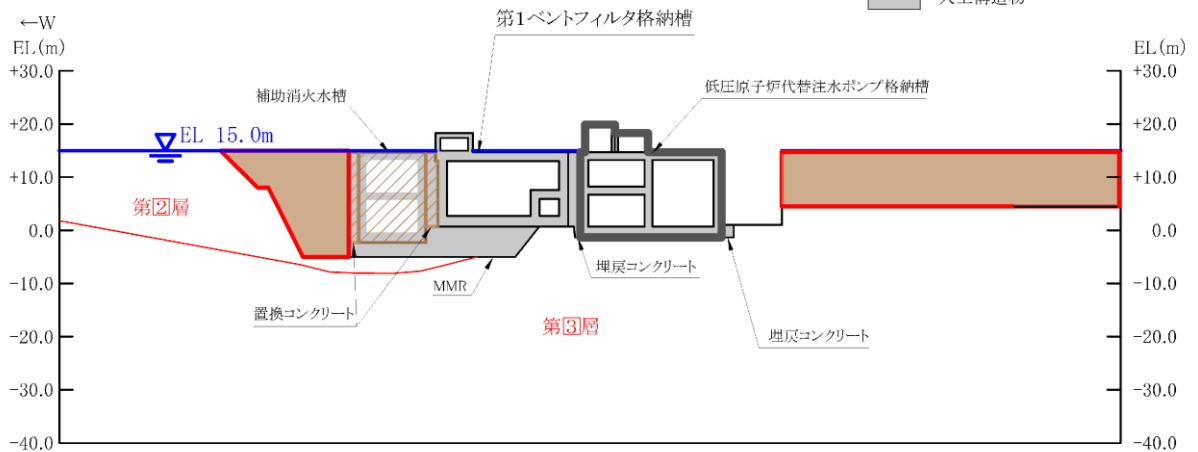 ←W
EL(m)
第1ベントフィルタ格納槽
EL(m)
+30.0
+30.0
補助消火水槽
低圧原子炉代替注水ポンプ格納槽
+20.0
+20.0
EL 15.0m
+10.0
+10.0
第2層
0.0
0.0
埋戻コンクリート
MMR
置換コンクリート
-10.0
-10.0
第3層
埋戻コンクリート
-20.0
-20.0
-30.0
-30.0
-40.0
-40.0